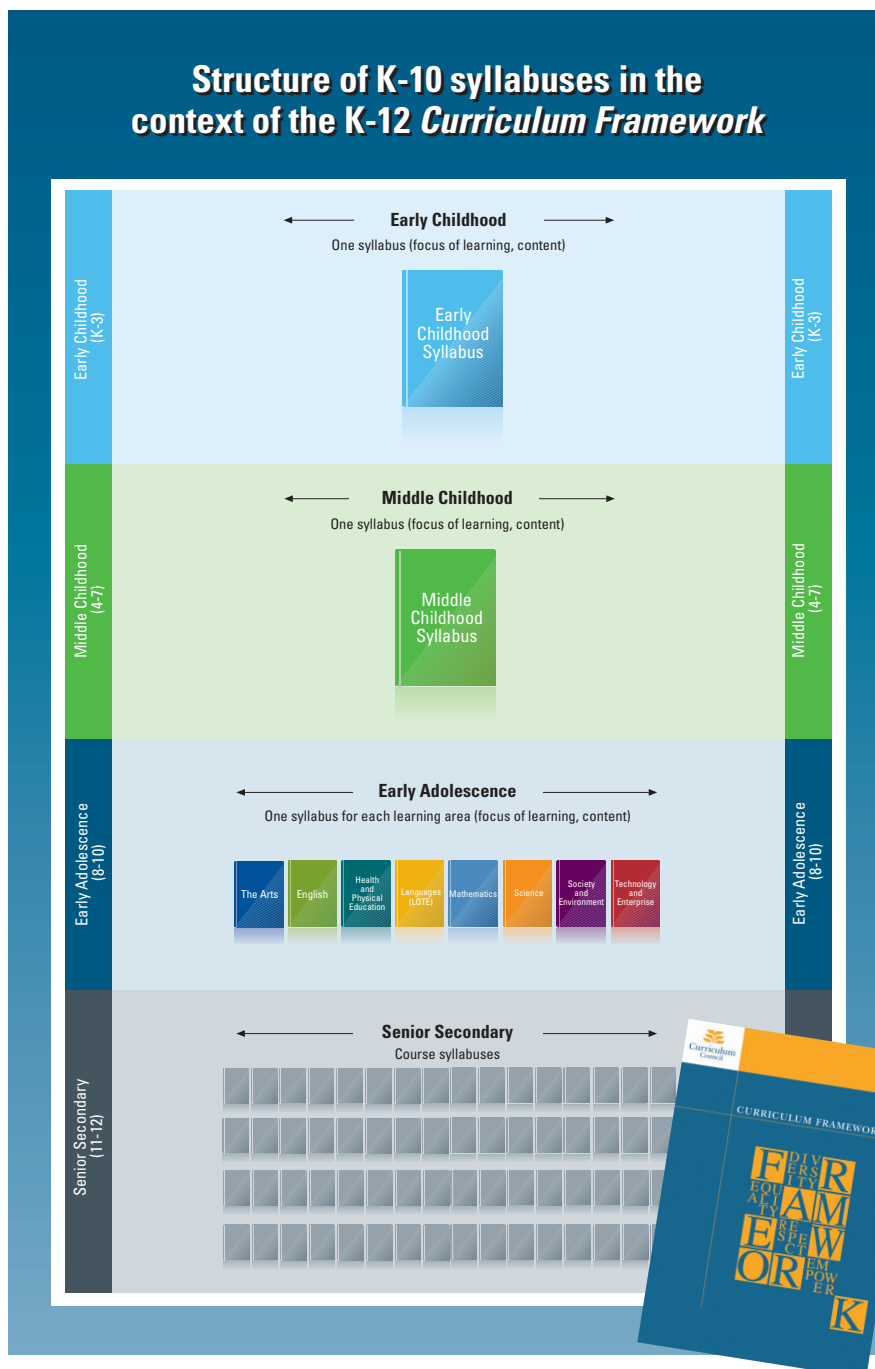 Structure of K-10 syllabuses in the
context of the K-12 Curriculum Framework
Early Childhood
(K-3)
Early Childhood
One syllabus (focus of learning, content)
Early
Childhood
Syllabus
Early Childhood
(K-3)
Middle Childhood
(4-7)
Middle Childhood
One syllabus (focus of learning, content)
Middle
Childhood
Syllabus
Middle Childhood
(4-7)
Early Adolescence
(8-10)
Early Adolescence
One syllabus for each learning area (focus of learning, content)
The Arts
English
Health
and
Physical
Education
Languages
(LOTE)
Mathematics
Science
Society
and
Environment
Technology
and
Enterprise
Early Adolescence
(8-10)
Senior Secondary
(11-12)
Senior Secondary
Course syllabuses
Curriculum
Council
CURRICULUM FRAMEWOR
F DIV ERS ITY R
EQU ALI TY A M
E RE SPE CT W
O R EM POW ER
K